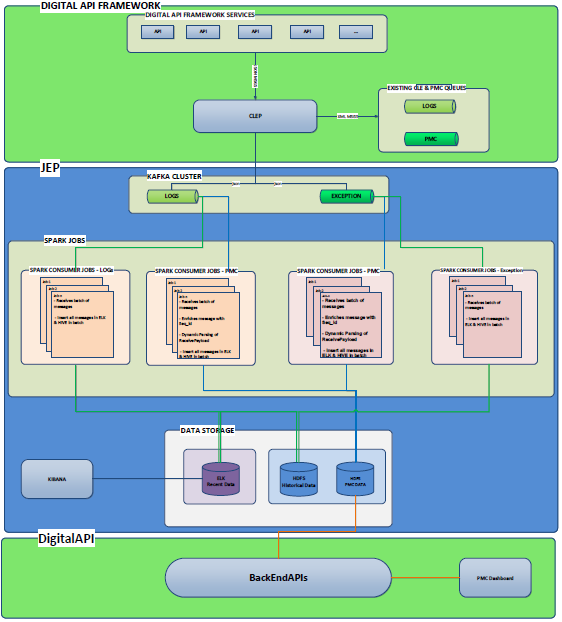 DIGITAL API FRAMEWORK
DIGITAL API FRAMEWORK SERVICES
API
API
API
API
...
CLEP
EXISTING CLE & PMC QUEUES
LOGS
PMC
JEP
KAFKA CLUSTER
LOGS
EXCEPTION
SPARK JOBS
SPARK CONSUMER JOBS - LOGs
- Receives batch of
messages
- Insert all messages in ELK
& HIVE in batch
SPARK CONSUMER JOBS - PMC
- Receives batch of
messages
- Enriches message with
Seq_id
- Dynamic Parsing of
ReceivePayload
- Insert all messages in ELK
& HIVE in batch
SPARK CONSUMER JOBS - PMC
- Receives batch of
messages
- Enriches message with
Seq_id
- Dynamic Parsing of
ReceivePayload
- Insert all messages in
ELK & HIVE in batch
SPARK CONSUMER JOBS - Exception
- Receives batch of
messages
- Insert all messages in
ELK & HIVE in batch
DATA STORAGE
KIBANA
ELK
Recent Data
HDFS
Historical Data
HDFS
PMC DATA
DigitalAPI
BackEndAPIs
PMC Dashboard